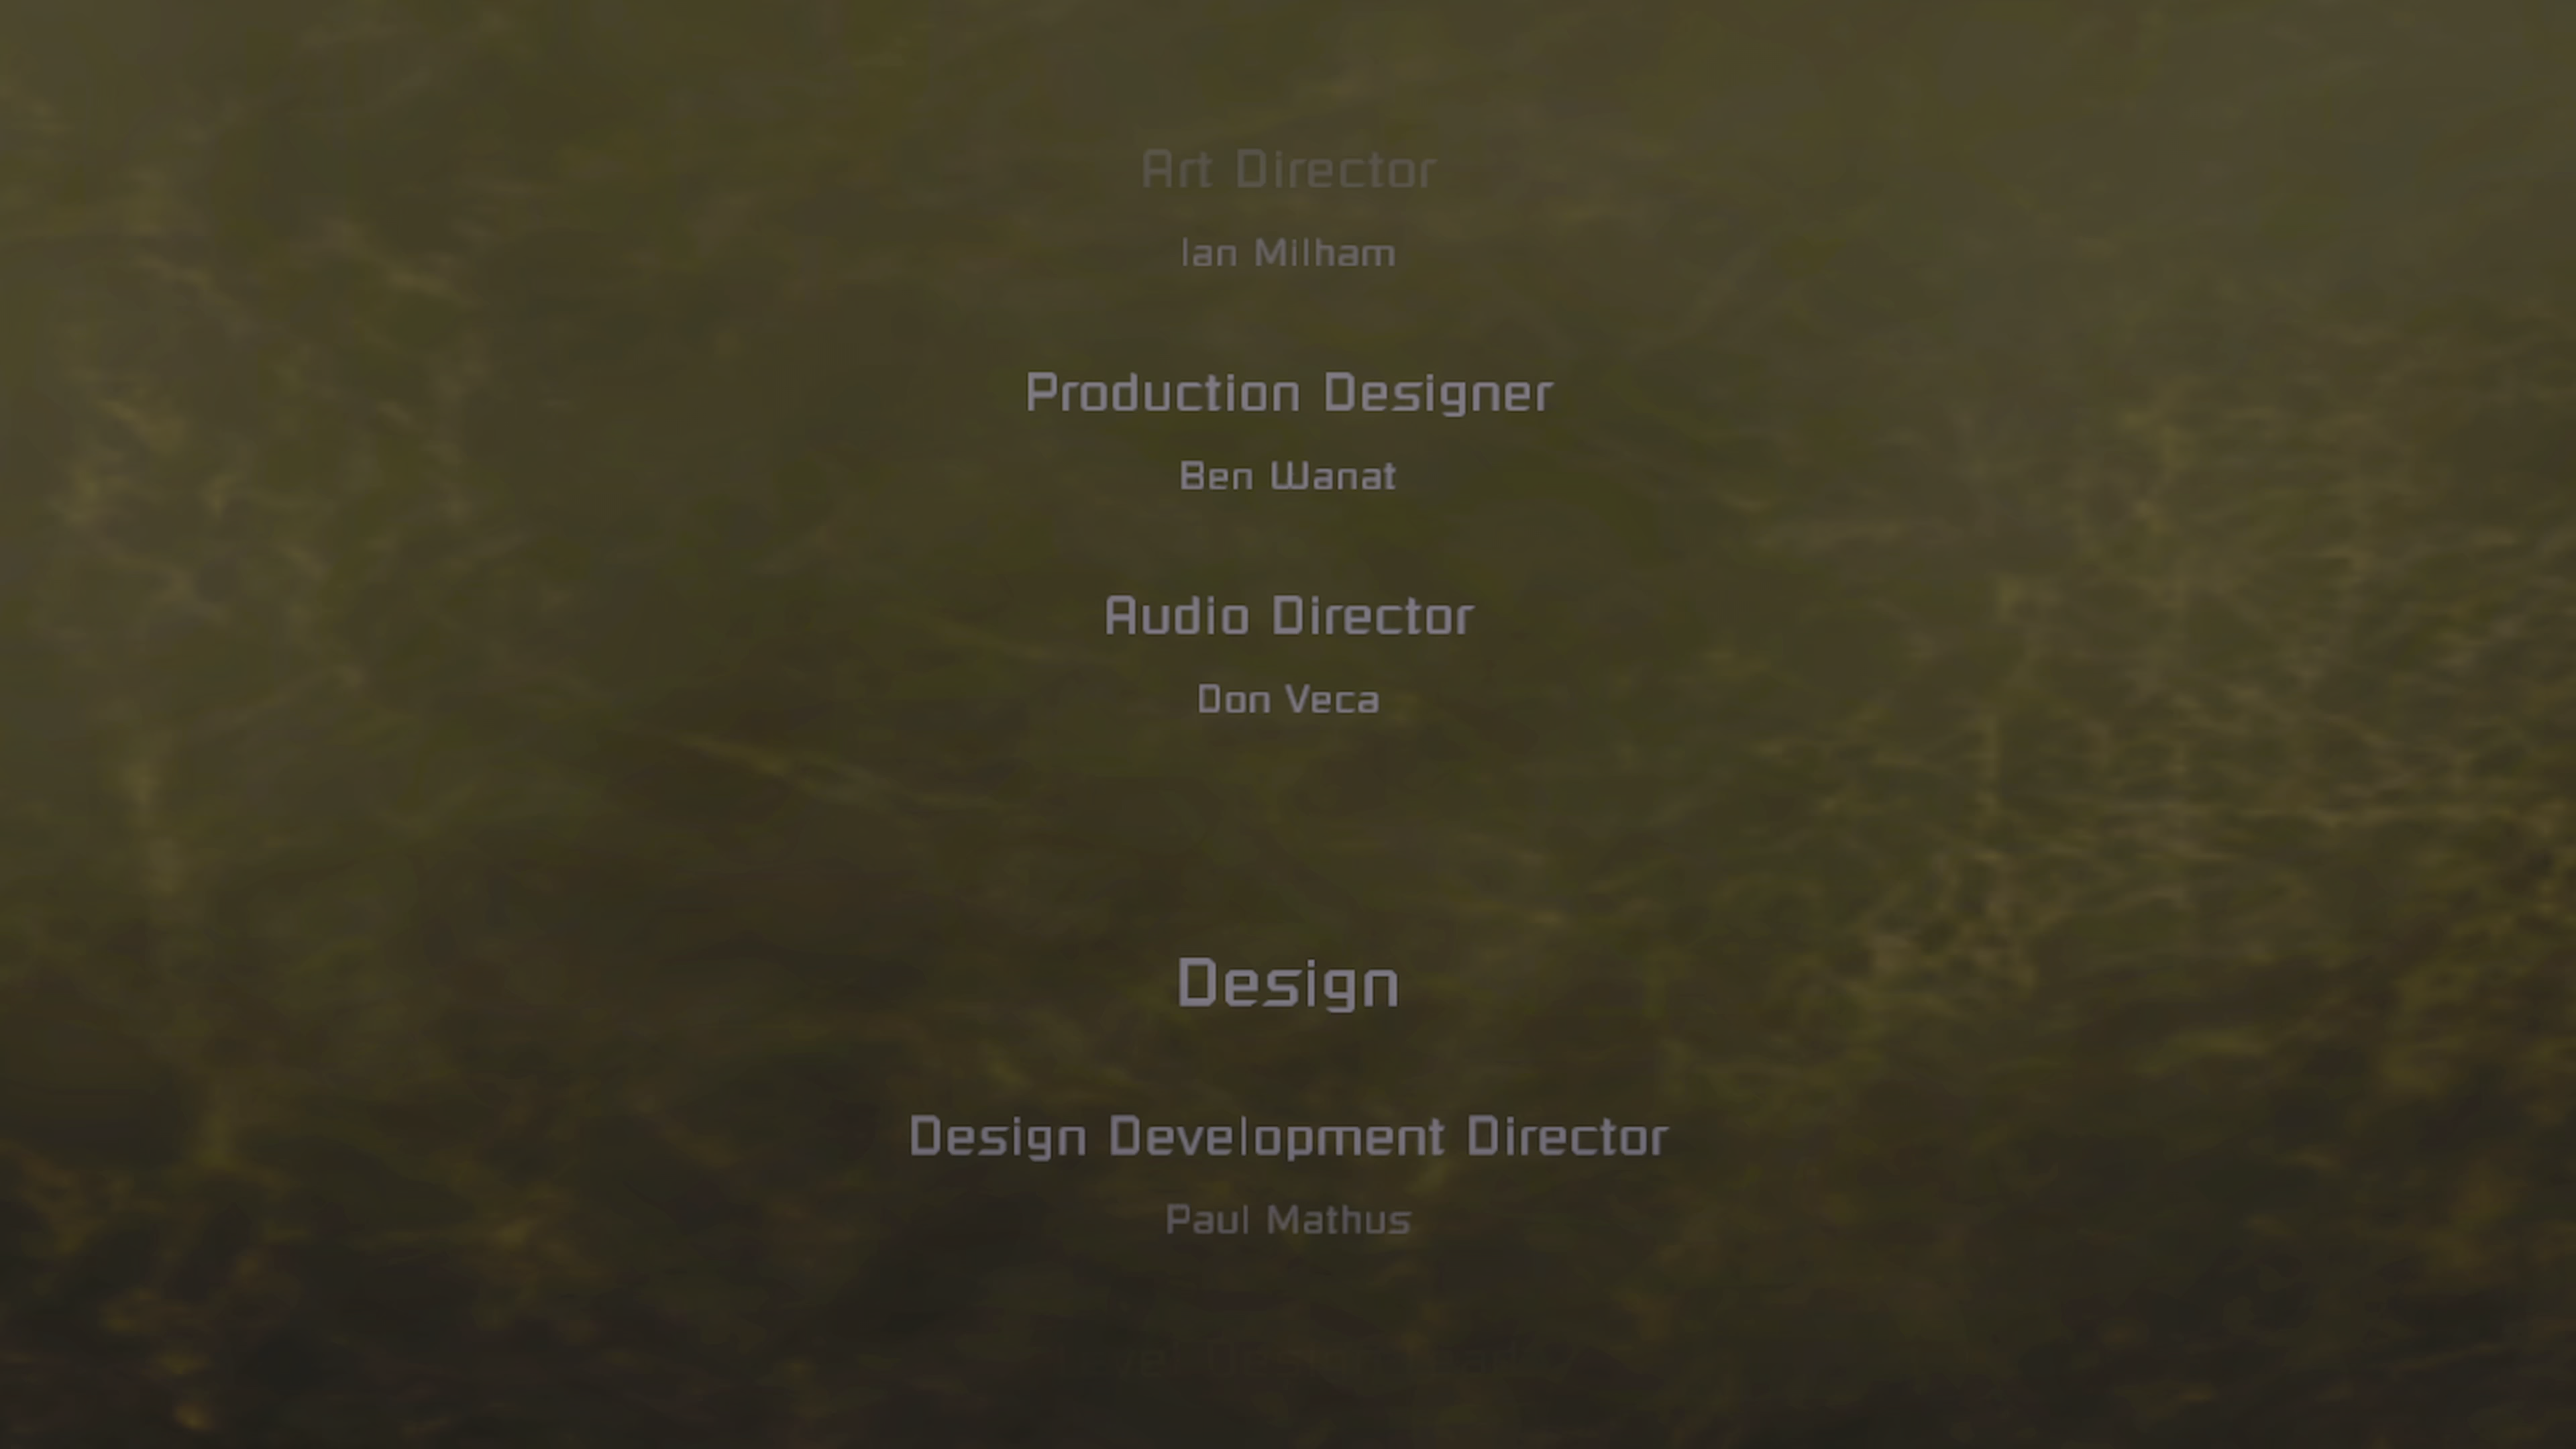 Art Director
Ian Milham
Production Designer
Ben Wanat
Audio Director
Don Veca
Design
Design Development Director
Paul Mathus